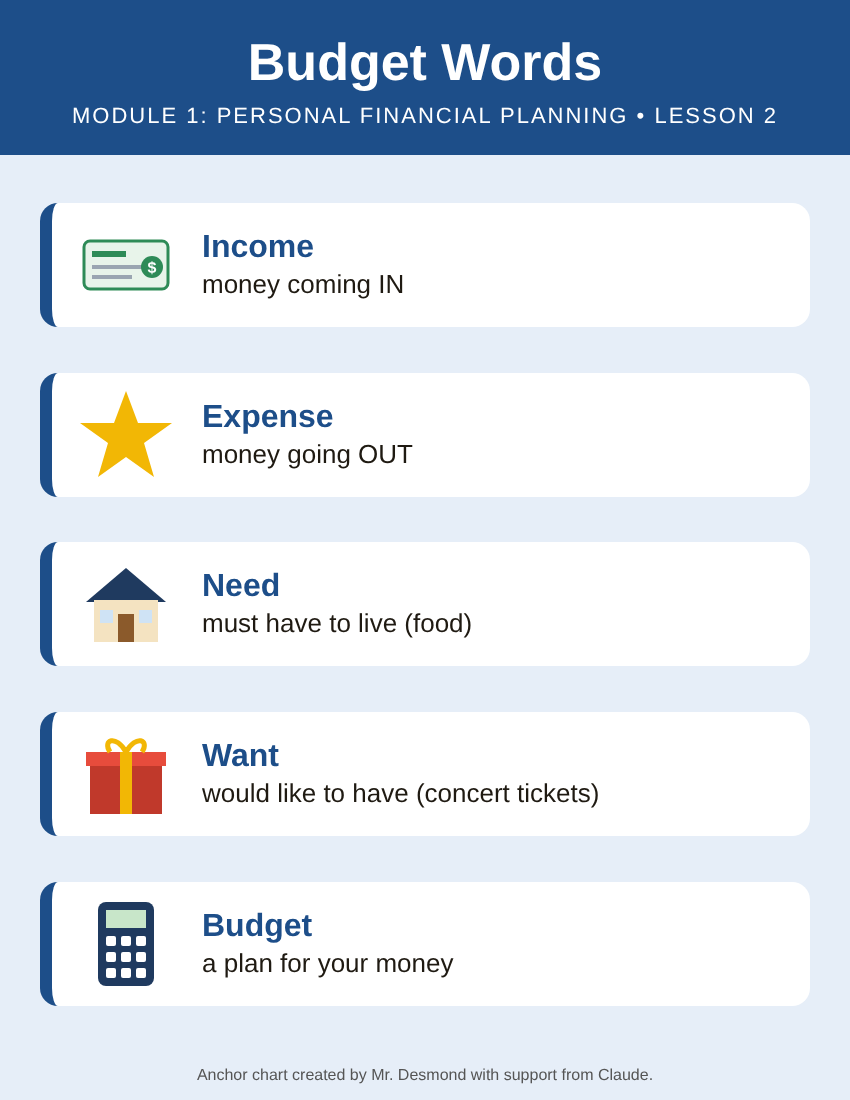 Budget Words
MODULE 1: PERSONAL FINANCIAL PLANNING • LESSON 2
$
Income
money coming IN
Expense
money going OUT
Need
must have to live (food)
Want
would like to have (concert tickets)
Budget
a plan for your money
Anchor chart created by Mr. Desmond with support from Claude.